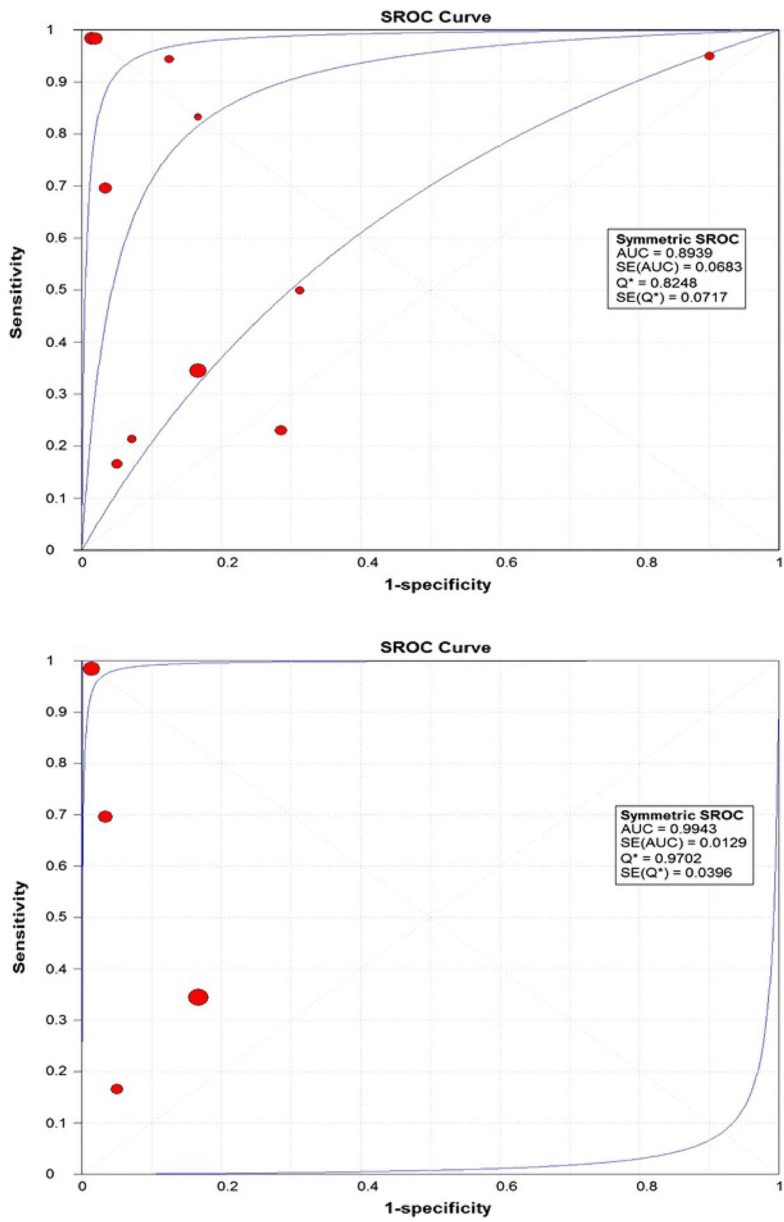 SROC Curve
Sensitivity
1
0.9
0.8
0.7
0.6
0.5
0.4
0.3
0.2
0.1
0
Symmetric SROC
AUC = 0.8939
SE(AUC) = 0.0683
Q* = 0.8248
SE(Q*) = 0.0717
0 0.2 0.4 0.6 0.8 1
1-specificity
SROC Curve
Sensitivity
1
0.9
0.8
0.7
0.6
0.5
0.4
0.3
0.2
0.1
0
Symmetric SROC
AUC = 0.9943
SE(AUC) = 0.0129
Q* = 0.9702
SE(Q*) = 0.0396
0 0.2 0.4 0.6 0.8 1
1-specificity